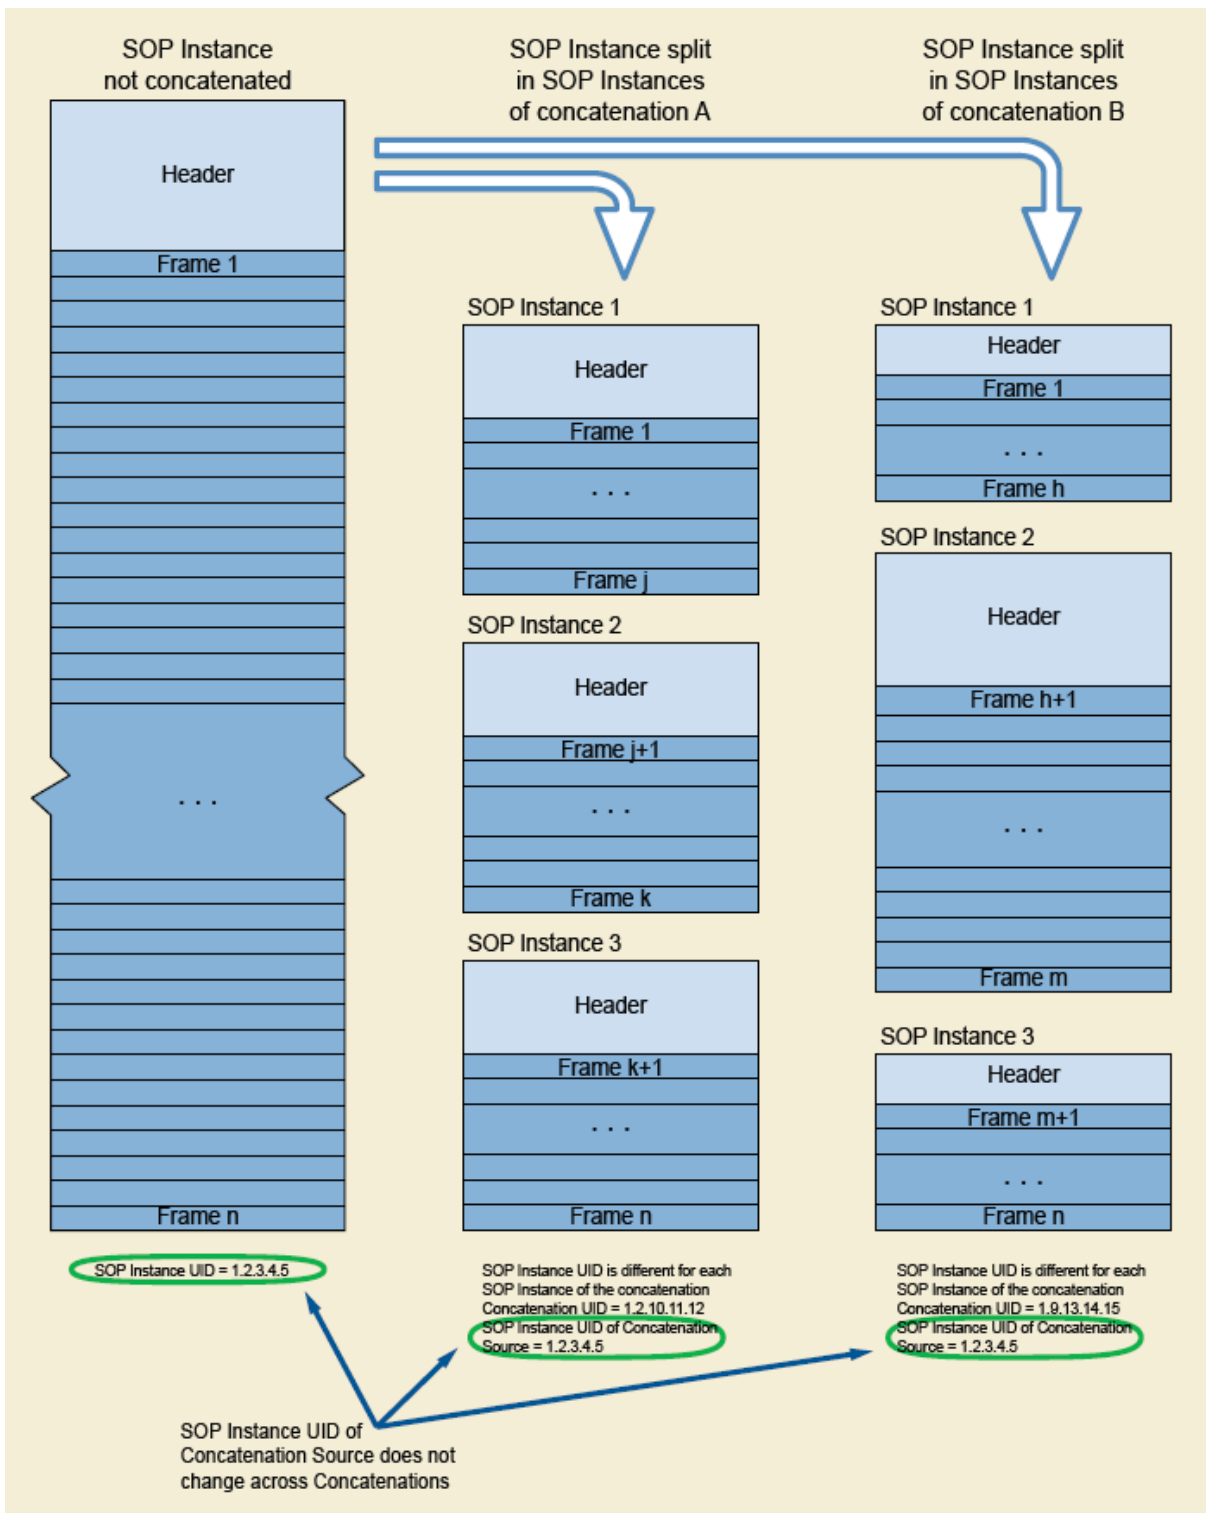 SOP Instance
not concatenated
Header
Frame 1
. . .
Frame n
SOP Instance UID = 1.2.3.4.5
SOP Instance split
in SOP Instances
of concatenation A
SOP Instance 1
Header
Frame 1
. . .
Frame j
SOP Instance 2
Header
Frame j+1
. . .
Frame k
SOP Instance 3
Header
Frame k+1
. . .
Frame n
SOP Instance UID is different for each
SOP Instance of the concatenation
Concatenation UID = 1.2.10.11.12
SOP Instance UID of Concatenation
Source = 1.2.3.4.5
SOP Instance split
in SOP Instances
of concatenation B
SOP Instance 1
Header
Frame 1
. . .
Frame h
SOP Instance 2
Header
Frame h+1
. . .
Frame m
SOP Instance 3
Header
Frame m+1
. . .
Frame n
SOP Instance UID is different for each
SOP Instance of the concatenation
Concatenation UID = 1.9.13.14.15
SOP Instance UID of Concatenation
Source = 1.2.3.4.5
SOP Instance UID of
Concatenation Source does not
change across Concatenations